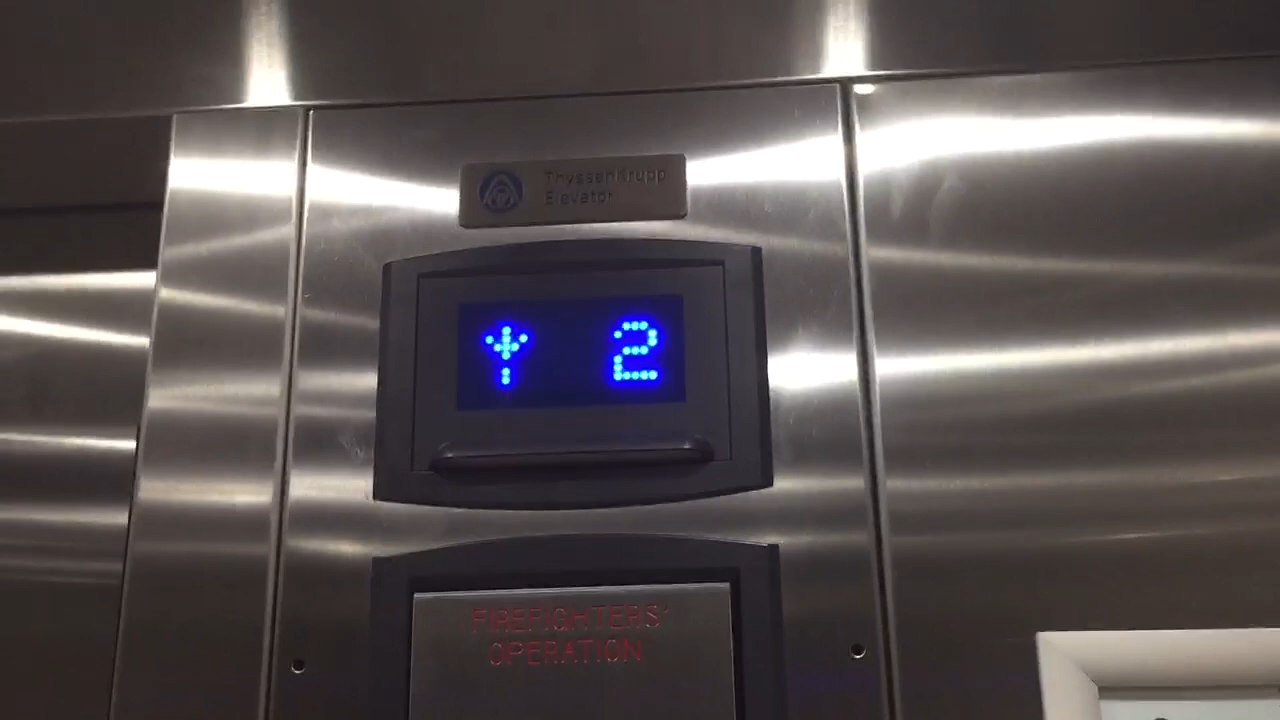 ThyssenKrupp
Elevator
2
FIREFIGHTERS'
OPERATION